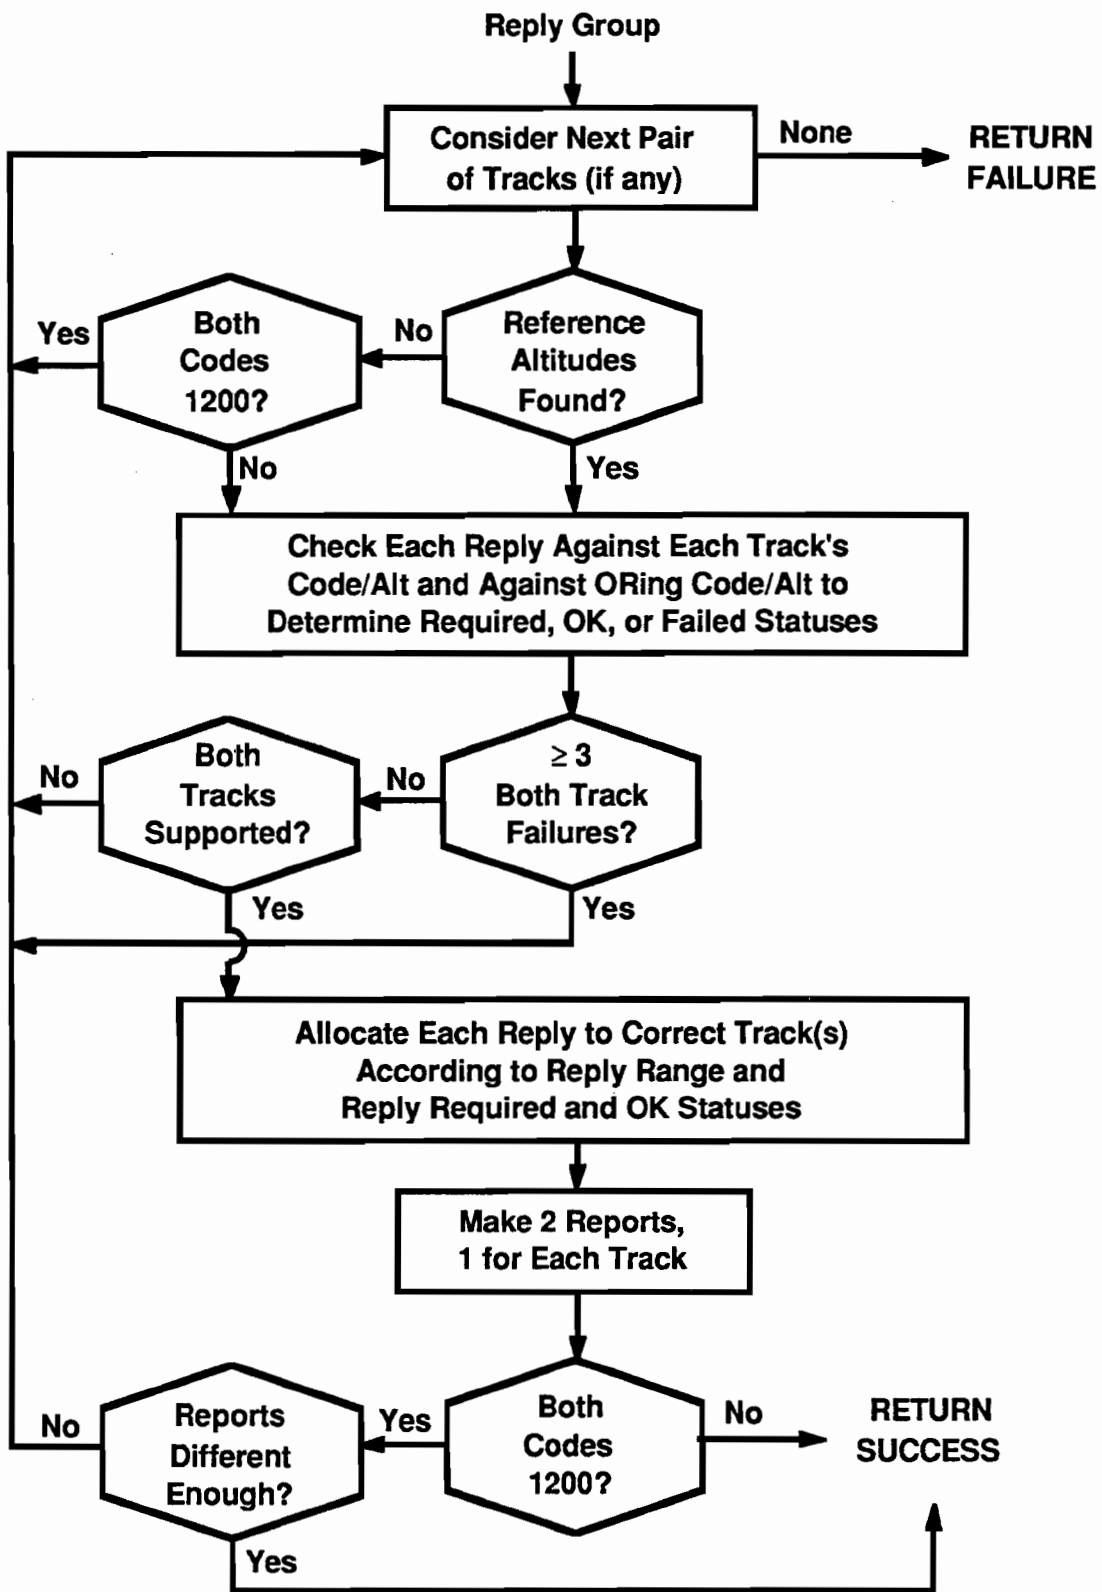 Reply Group
Consider Next Pair
of Tracks (if any)
None
RETURN
FAILURE
Yes
Both
Codes
1200?
No
Reference
Altitudes
Found?
No
Yes
Check Each Reply Against Each Track's
Code/Alt and Against ORing Code/Alt to
Determine Required, OK, or Failed Statuses
No
Both
Tracks
Supported?
No
≥ 3
Both Track
Failures?
Yes
Yes
Allocate Each Reply to Correct Track(s)
According to Reply Range and
Reply Required and OK Statuses
Make 2 Reports,
1 for Each Track
No
Reports
Different
Enough?
Yes
Both
Codes
1200?
No
RETURN
SUCCESS
Yes